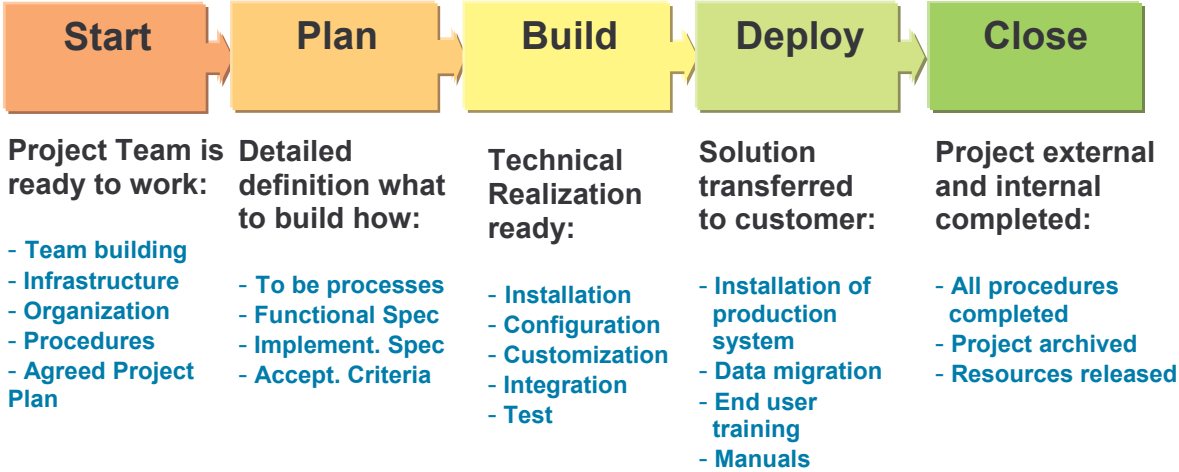 Start
Plan
Build
Deploy
Close
Project Team is
ready to work:
- Team building
- Infrastructure
- Organization
- Procedures
- Agreed Project
Plan
Detailed
definition what
to build how:
- To be processes
- Functional Spec
- Implement. Spec
- Accept. Criteria
Technical
Realization
ready:
- Installation
- Configuration
- Customization
- Integration
- Test
Solution
transferred
to customer:
- Installation of
production
system
- Data migration
- End user
training
- Manuals
Project external
and internal
completed:
- All procedures
completed
- Project archived
- Resources released